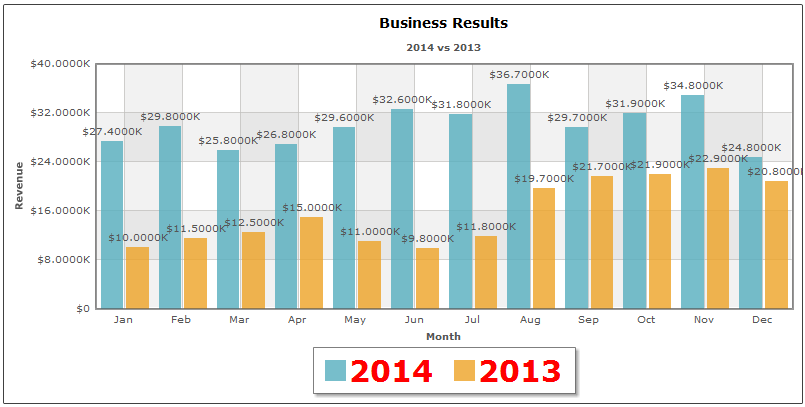 Business Results
2014 vs 2013
Revenue
$40.0000K
$32.0000K
$24.0000K
$16.0000K
$8.0000K
$0
$27.4000K
$10.0000K
$29.8000K
$11.5000K
$25.8000K
$12.5000K
$26.8000K
$15.0000K
$29.6000K
$11.0000K
$32.6000K
$9.8000K
$31.8000K
$11.8000K
$36.7000K
$19.7000K
$29.7000K
$21.7000K
$31.9000K
$21.9000K
$34.8000K
$22.9000K
$24.8000K
$20.8000K
Jan Feb Mar Apr May Jun Jul Aug Sep Oct Nov Dec
Month
2014 2013